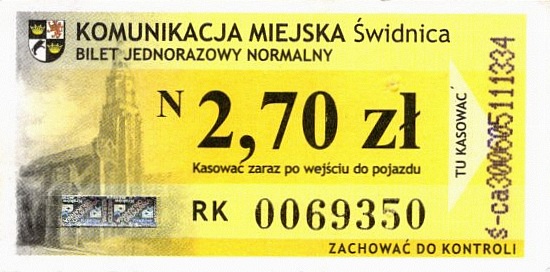 KOMUNIKACJA MIEJSKA Świdnica
BILET JEDNORAZOWY NORMALNY
N 2,70 zł
Kasować zaraz po wejściu do pojazdu
RK 0069350
ZACHOWAĆ DO KONTROLI
TU KASOWAĆ
$-ca300605111334